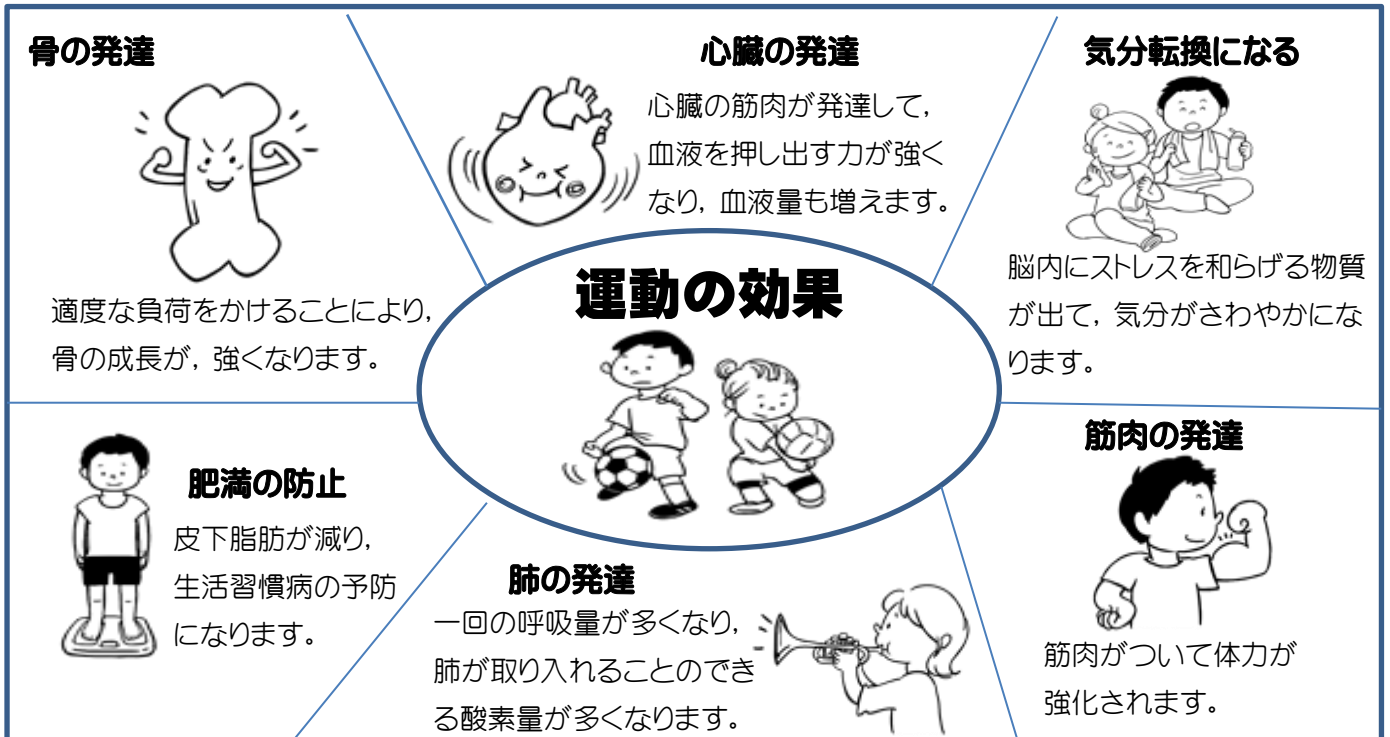 骨の発達
適度な負荷をかけることにより,
骨の成長が, 強くなります。
心臓の発達
心臓の筋肉が発達して,
血液を押し出す力が強く
なり, 血液量も増えます。
気分転換になる
脳内にストレスを和らげる物質
が出て, 気分がさわやかにな
ります。
運動の効果
肥満の防止
皮下脂肪が減り,
生活習慣病の予防
になります。
肺の発達
一回の呼吸量が多くなり,
肺が取り入れることのでき
る酸素量が多くなります。
筋肉の発達
筋肉がついて体力が
強化されます。